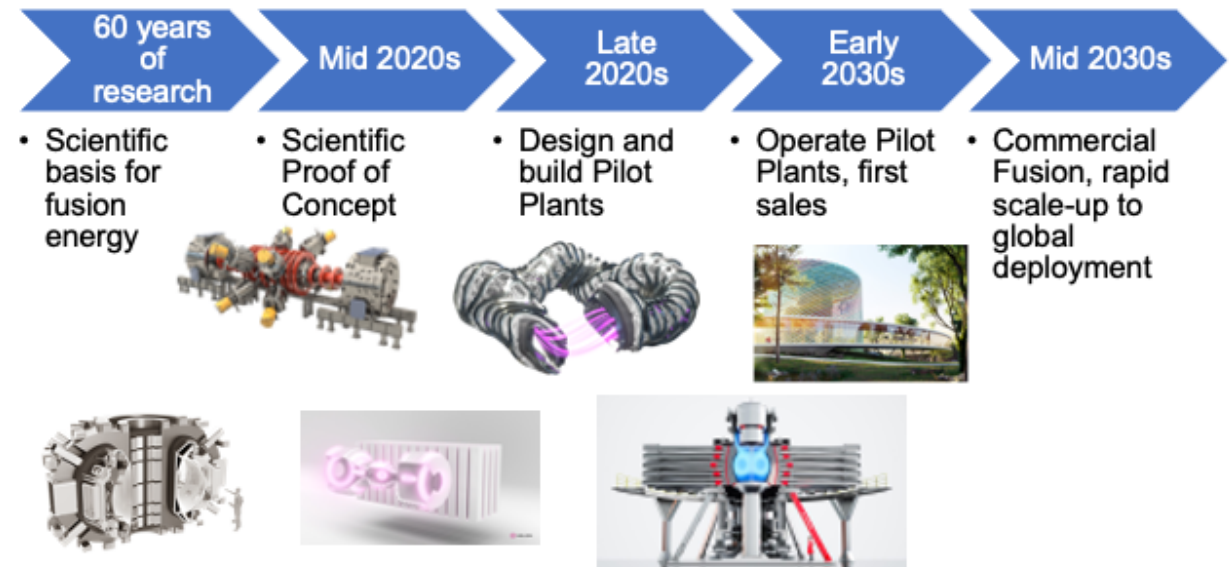 60 years
of
research
Mid 2020s
Late
2020s
Early
2030s
Mid 2030s
• Scientific
basis for
fusion
energy
• Scientific
Proof of
Concept
• Design and
build Pilot
Plants
• Operate Pilot
Plants, first
sales
• Commercial
Fusion, rapid
scale-up to
global
deployment